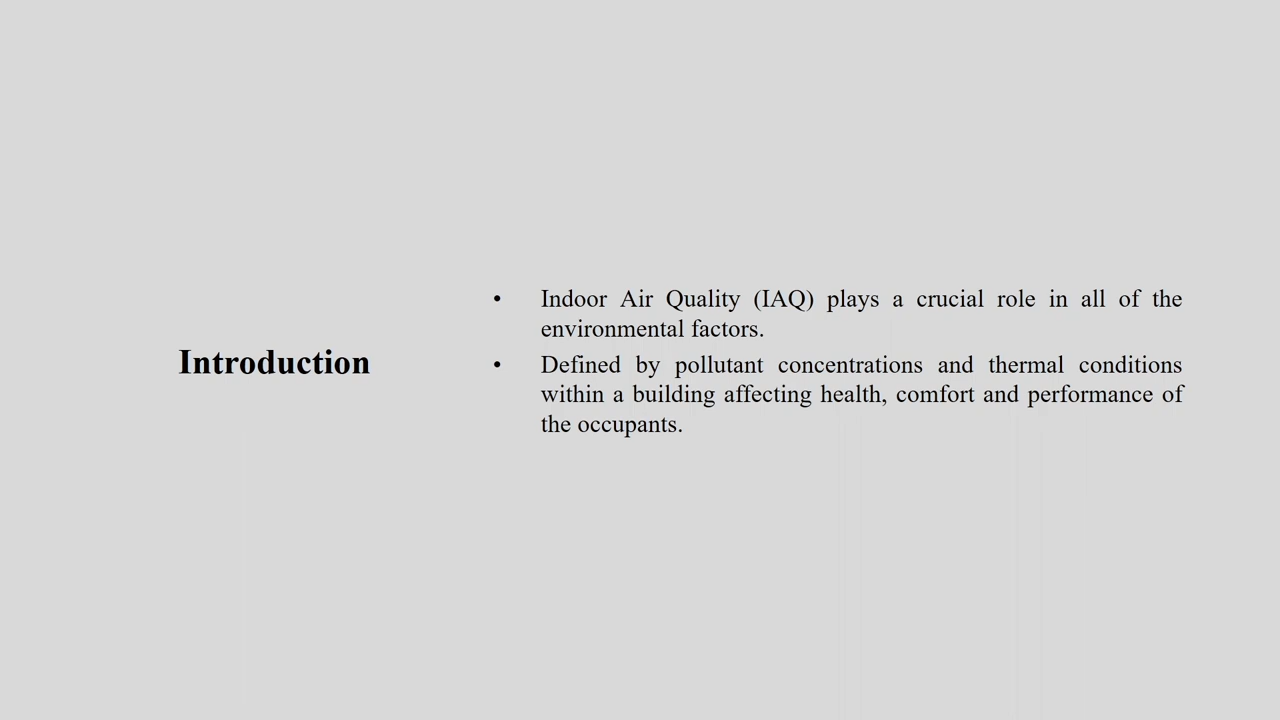 Introduction
• Indoor Air Quality (IAQ) plays a crucial role in all of the
environmental factors.
• Defined by pollutant concentrations and thermal conditions
within a building affecting health, comfort and performance of
the occupants.